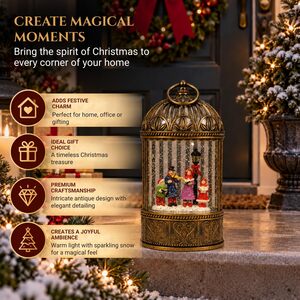 CREATE MAGICAL
MOMENTS
Bring the spirit of Christmas to
every corner of your home
ADDS FESTIVE
CHARM
Perfect for home, office or
gifting
IDEAL GIFT
CHOICE
A timeless Christmas
treasure
PREMIUM
CRAFTSMANSHIP
Intricate antique design with
elegant detailing
CREATES A JOYFUL
AMBIENCE
Warm light with sparkling snow
for a magical feel